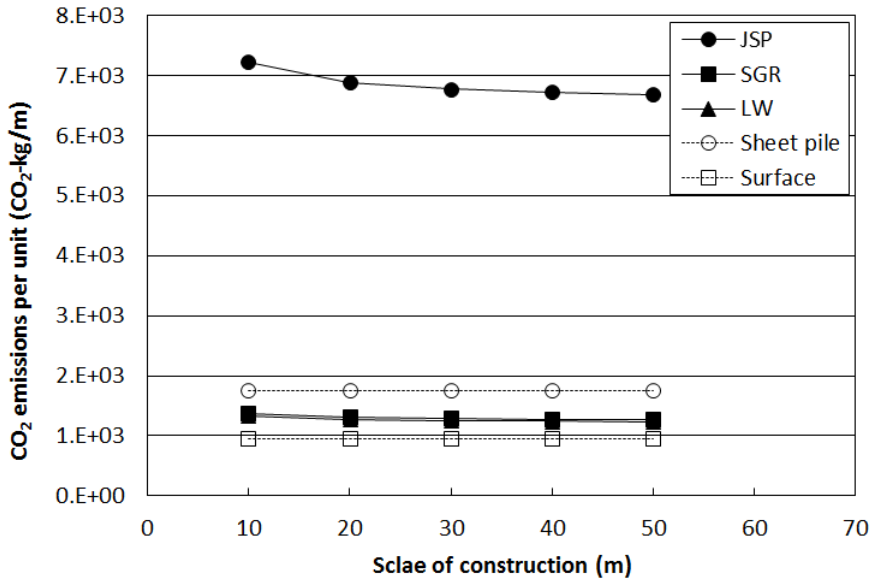 8.E+03
7.E+03
6.E+03
5.E+03
4.E+03
3.E+03
2.E+03
1.E+03
0.E+00
CO₂ emissions per unit (CO₂-kg/m)
JSP
SGR
LW
Sheet pile
Surface
0 10 20 30 40 50 60 70
Sclae of construction (m)